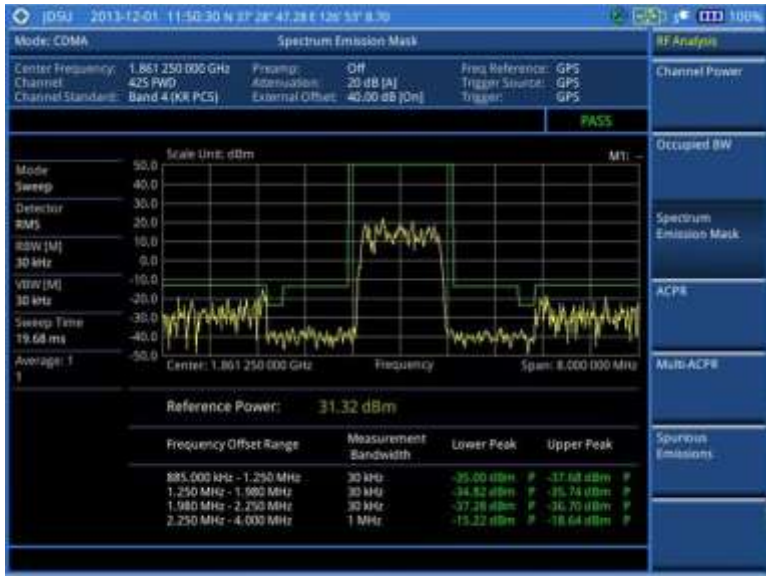 JDSU 2013-12-01 11:50:30 N 37° 28' 47.28 E 126° 53' 8.70 100%
Mode: CDMA Spectrum Emission Mask RF Analysis
Center Frequency: 1.861 250 000 GHz Preamp: Off Freq Reference: GPS
Channel 425 FWD Attenuation: 20 dB [A] Trigger Source: GPS
Channel Standard: Band 4 (KR PCS) External Offset: 40.00 dB [On] Trigger: GPS
Channel Power
PASS
Occupied BW
Scale Unit: dBm M1: --
Mode
Sweep
Detector
RMS
RBW [M]
30 kHz
VBW [M]
30 kHz
Sweep Time
19.68 ms
Average: 1
1
50.0
40.0
30.0
20.0
10.0
0.0
-10.0
-20.0
-30.0
-40.0
-50.0
Center: 1.861 250 000 GHz Frequency Span: 8.000 000 MHz
Spectrum
Emission Mask
ACPR
Multi-ACPR
Spurious
Emissions
Reference Power: 31.32 dBm
Frequency Offset Range Measurement Bandwidth Lower Peak Upper Peak
885.000 kHz - 1.250 MHz 30 kHz -35.00 dBm P -37.68 dBm P
1.250 MHz - 1.980 MHz 30 kHz -34.82 dBm P -35.74 dBm P
1.980 MHz - 2.250 MHz 30 kHz -37.28 dBm P -36.70 dBm P
2.250 MHz - 4.000 MHz 1 MHz -15.22 dBm P -18.64 dBm P